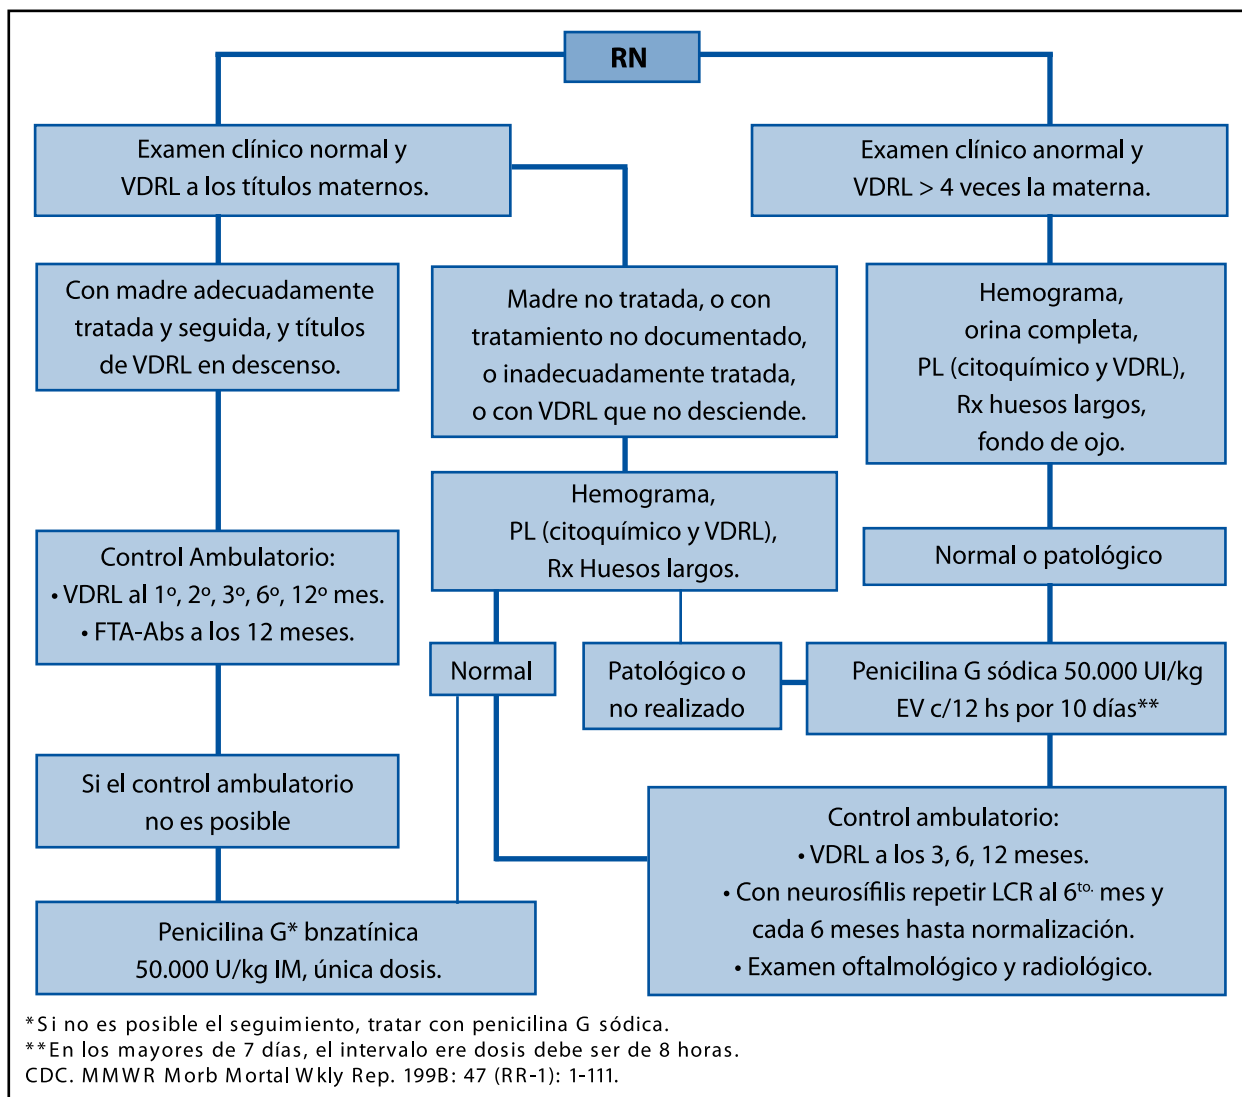 RN
Examen clínico normal y
VDRL a los títulos maternos.
Examen clínico anormal y
VDRL > 4 veces la materna.
Con madre adecuadamente
tratada y seguida, y títulos
de VDRL en descenso.
Madre no tratada, o con
tratamiento no documentado,
o inadecuadamente tratada,
o con VDRL que no desciende.
Hemograma,
orina completa,
PL (citoquímico y VDRL),
Rx huesos largos,
fondo de ojo.
Hemograma,
PL (citoquímico y VDRL),
Rx Huesos largos.
Control Ambulatorio:
• VDRL al 1º, 2º, 3º, 6º, 12º mes.
• FTA-Abs a los 12 meses.
Normal o patológico
Normal
Patológico o
no realizado
Penicilina G sódica 50.000 UI/kg
EV c/12 hs por 10 días**
Si el control ambulatorio
no es posible
Control ambulatorio:
• VDRL a los 3, 6, 12 meses.
• Con neurosífilis repetir LCR al 6to. mes y
cada 6 meses hasta normalización.
• Examen oftalmológico y radiológico.
Penicilina G* bnzatínica
50.000 U/kg IM, única dosis.
*Si no es posible el seguimiento, tratar con penicilina G sódica.
**En los mayores de 7 días, el intervalo ere dosis debe ser de 8 horas.
CDC. MMWR Morb Mortal Wkly Rep. 199B: 47 (RR-1): 1-111.